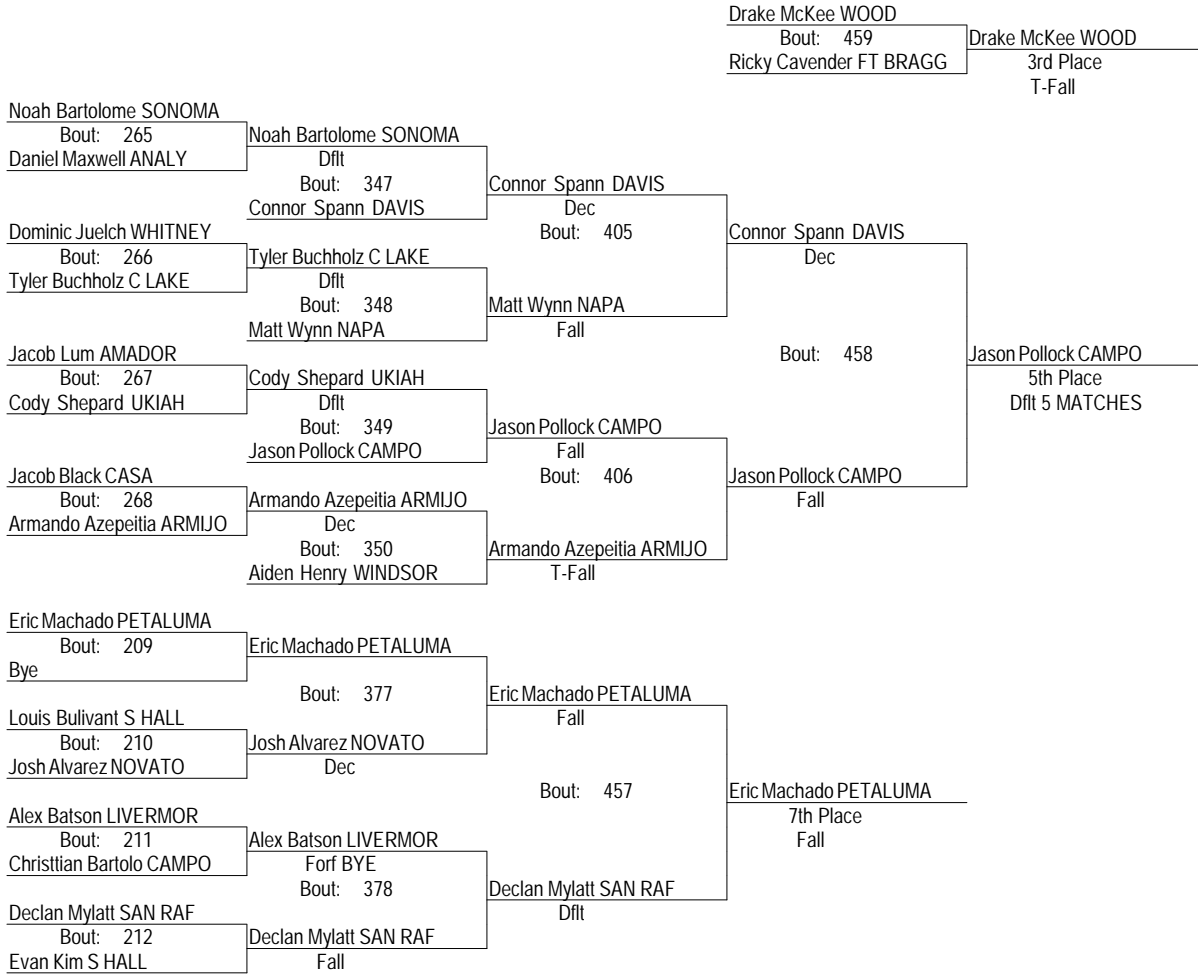 Drake McKee WOOD
Bout: 459
Drake McKee WOOD
Ricky Cavender FT BRAGG
3rd Place
T-Fall
Noah Bartolome SONOMA
Bout: 265
Noah Bartolome SONOMA
Daniel Maxwell ANALY
Dflt
Bout: 347
Connor Spann DAVIS
Connor Spann DAVIS
Dec
Dominic Juelch WHITNEY
Bout: 405
Connor Spann DAVIS
Bout: 266
Tyler Buchholz C LAKE
Dec
Tyler Buchholz C LAKE
Dflt
Bout: 348
Matt Wynn NAPA
Matt Wynn NAPA
Fall
Jacob Lum AMADOR
Bout: 458
Jason Pollock CAMPO
Bout: 267
Cody Shepard UKIAH
5th Place
Cody Shepard UKIAH
Dflt
Dflt 5 MATCHES
Bout: 349
Jason Pollock CAMPO
Jason Pollock CAMPO
Fall
Jacob Black CASA
Bout: 406
Jason Pollock CAMPO
Bout: 268
Armando Azepeitia ARMIJO
Fall
Armando Azepeitia ARMIJO
Dec
Bout: 350
Armando Azepeitia ARMIJO
Aiden Henry WINDSOR
T-Fall
Eric Machado PETALUMA
Bout: 209
Eric Machado PETALUMA
Bye
Bout: 377
Eric Machado PETALUMA
Louis Bulivant S HALL
Fall
Bout: 210
Josh Alvarez NOVATO
Josh Alvarez NOVATO
Dec
Bout: 457
Eric Machado PETALUMA
Alex Batson LIVERMOR
7th Place
Bout: 211
Alex Batson LIVERMOR
Fall
Christtian Bartolo CAMPO
Forf BYE
Bout: 378
Declan Mylatt SAN RAF
Declan Mylatt SAN RAF
Dflt
Bout: 212
Declan Mylatt SAN RAF
Evan Kim S HALL
Fall